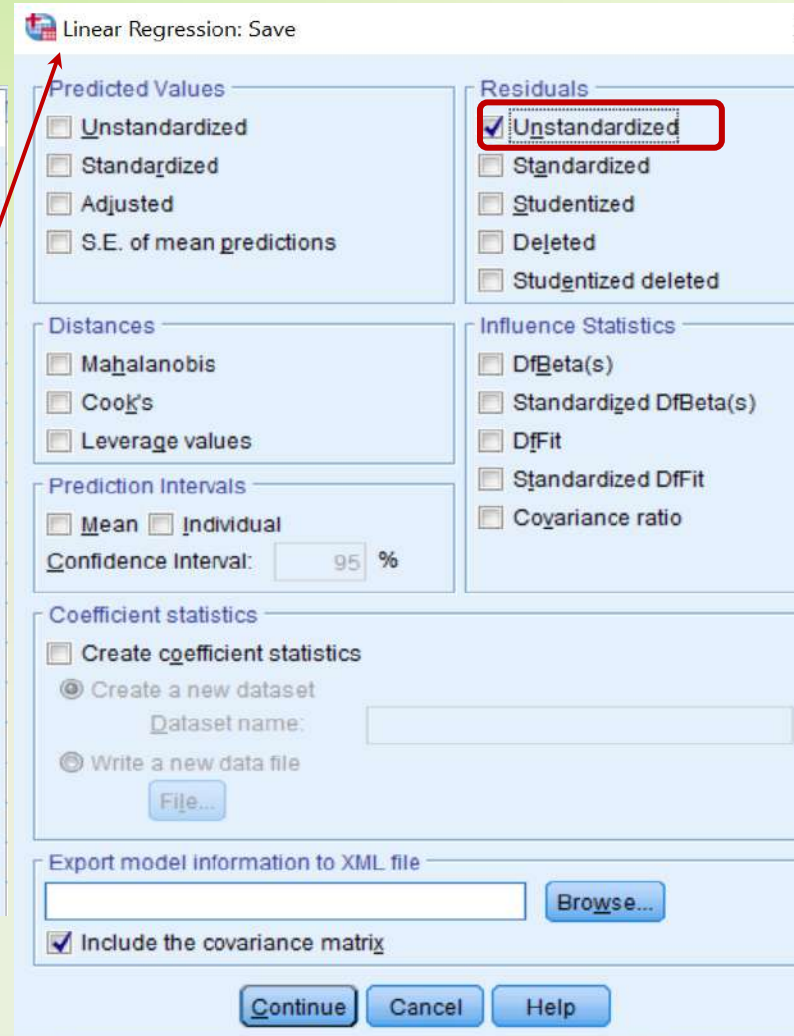 Linear Regression: Save
Predicted Values
Unstandardized
Standardized
Adjusted
S.E. of mean predictions
Residuals
Unstandardized
Standardized
Studentized
Deleted
Studentized deleted
Distances
Mahalanobis
Cook's
Leverage values
Influence Statistics
DfBeta(s)
Standardized DfBeta(s)
DfFit
Standardized DfFit
Covariance ratio
Prediction Intervals
Mean Individual
Confidence Interval: 95 %
Coefficient statistics
Create coefficient statistics
Create a new dataset
Dataset name:
Write a new data file
File...
Export model information to XML file
Browse...
Include the covariance matrix
Continue Cancel Help